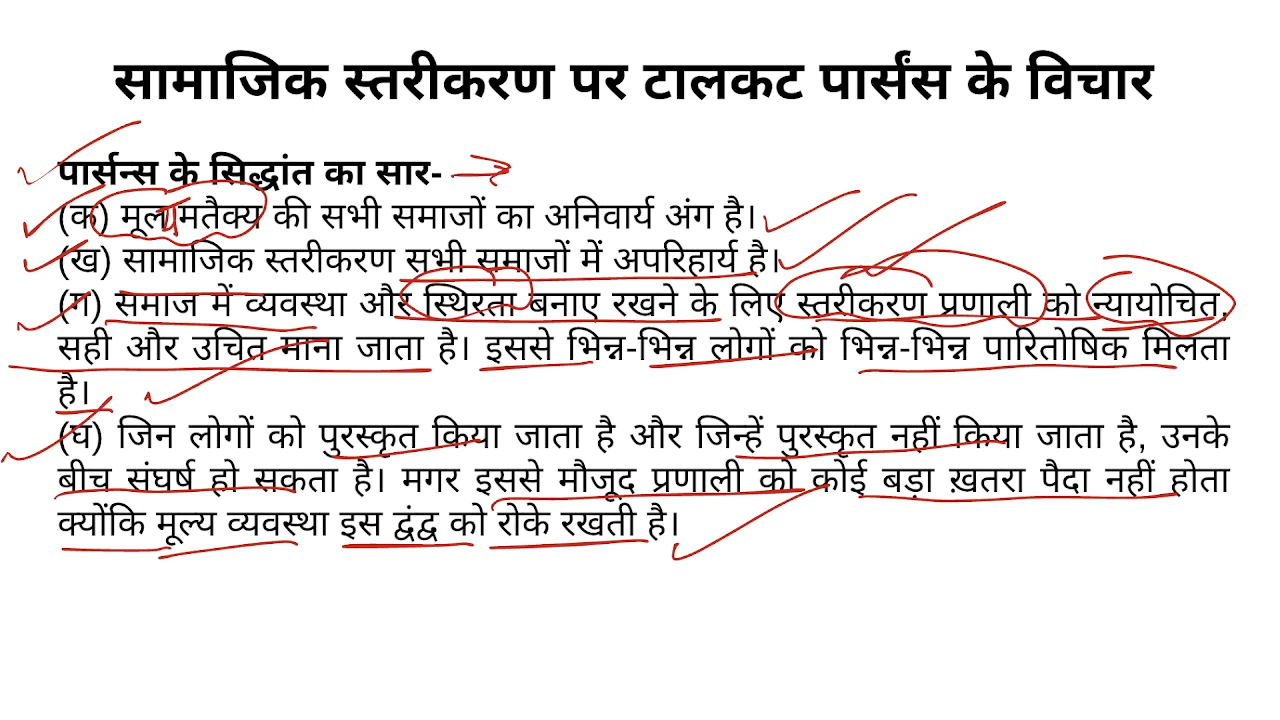 सामाजिक स्तरीकरण पर टालकट पार्संस के विचार
पार्सन्स के सिद्धांत का सार-
(क) मूल मतैक्य की सभी समाजों का अनिवार्य अंग है।
(ख) सामाजिक स्तरीकरण सभी समाजों में अपरिहार्य है।
(ग) समाज में व्यवस्था और स्थिरता बनाए रखने के लिए स्तरीकरण प्रणाली को न्यायोचित,
सही और उचित माना जाता है। इससे भिन्न-भिन्न लोगों को भिन्न-भिन्न पारितोषिक मिलता
है।
(घ) जिन लोगों को पुरस्कृत किया जाता है और जिन्हें पुरस्कृत नहीं किया जाता है, उनके
बीच संघर्ष हो सकता है। मगर इससे मौजूद प्रणाली को कोई बड़ा ख़तरा पैदा नहीं होता
क्योंकि मूल्य व्यवस्था इस द्वंद्व को रोके रखती है।